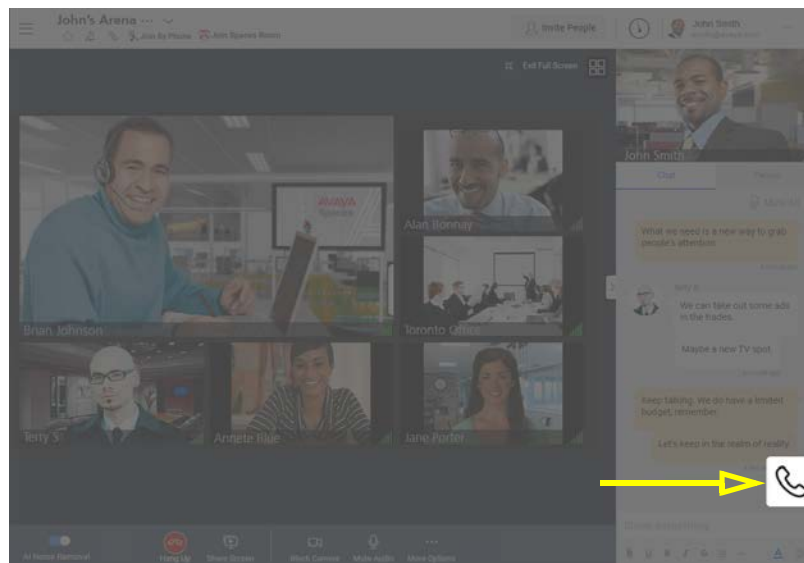 John's Arena
Join By Phone
Join Spaces Room
Invite People
John Smith
Exit Full Screen
AVAYA
Spaces
Brian Johnson
Alan Bonnay
Toronto Office
Terry S
Annete Blue
Jane Porter
AI Noise Removal
Hang Up
Share Screen
Block Camera
Mute Audio
More Options
John Smith
Chat
What we need is a new way to grab
people's attention.
We can take out some ads
in the trades.
Maybe a new TV spot
Keep talking. We do have a limited
budget, remember
Let's keep in the realm of reality